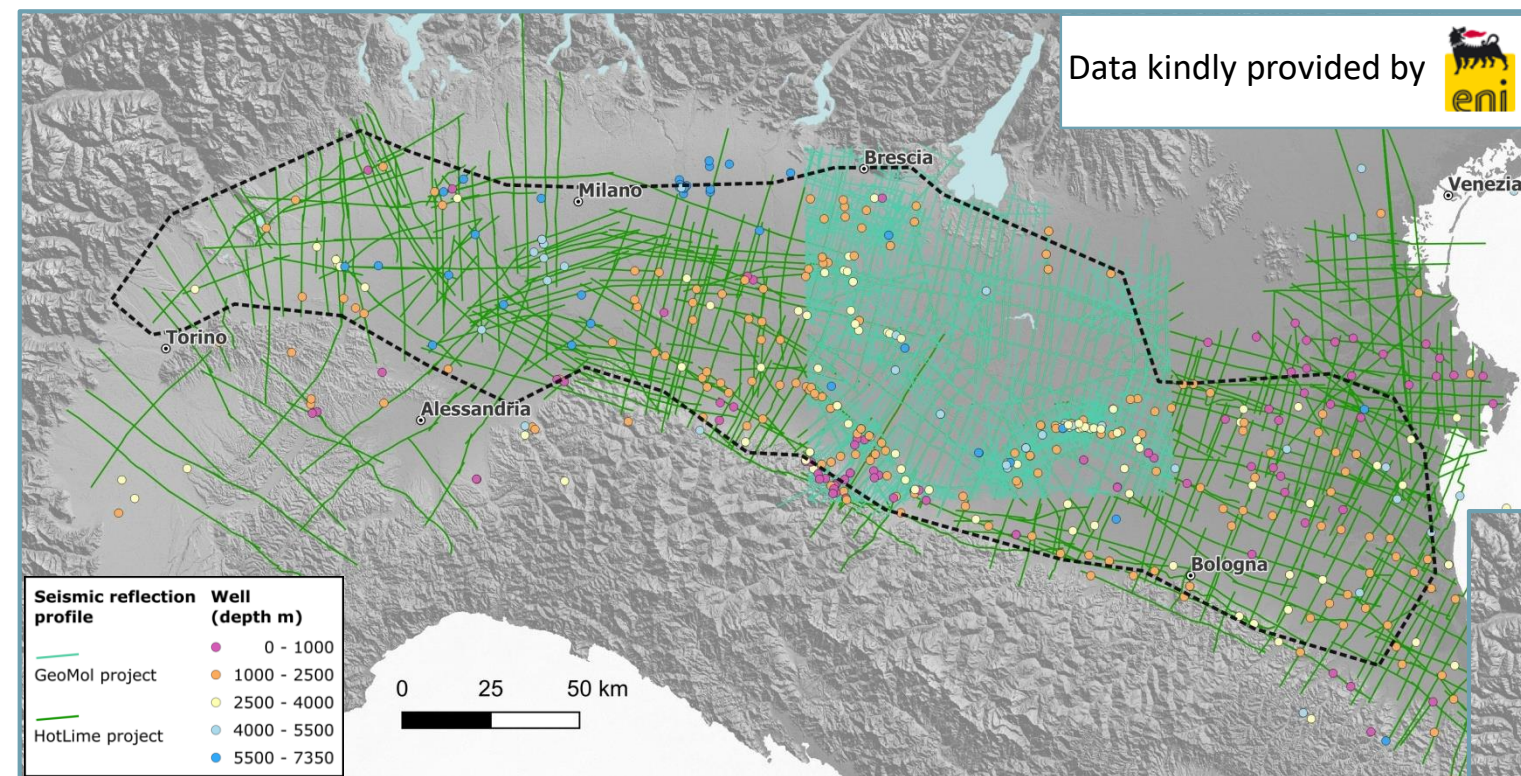 Data kindly provided by
eni
Brescia
Venezia
Milano
Torino
Alessandria
Bologna
Seismic reflection profile
GeoMol project
HotLime project
Well
(depth m)
0 - 1000
1000 - 2500
2500 - 4000
4000 - 5500
5500 - 7350
0 25 50 km